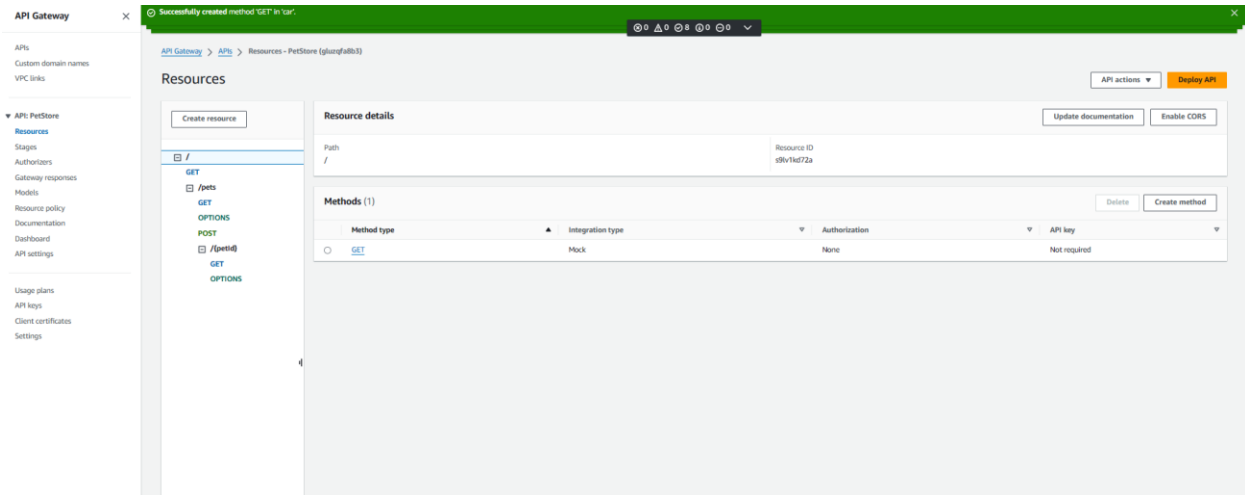 API Gateway
Successfully created method 'GET' in 'car'.
0 0 8 0 0
APIs
Custom domain names
VPC links
API: PetStore
Resources
Stages
Authorizers
Gateway responses
Models
Resource policy
Documentation
Dashboard
API settings
Usage plans
API keys
Client certificates
Settings
API Gateway > APIs > Resources - PetStore (gluzqfa8b3)
Resources
API actions
Deploy API
Create resource
/
GET
/pets
GET
OPTIONS
POST
/{petId}
GET
OPTIONS
Resource details
Update documentation
Enable CORS
Path
/
Resource ID
s9lv1kd72a
Methods (1)
Delete
Create method
Method type Integration type Authorization API key
GET Mock None Not required